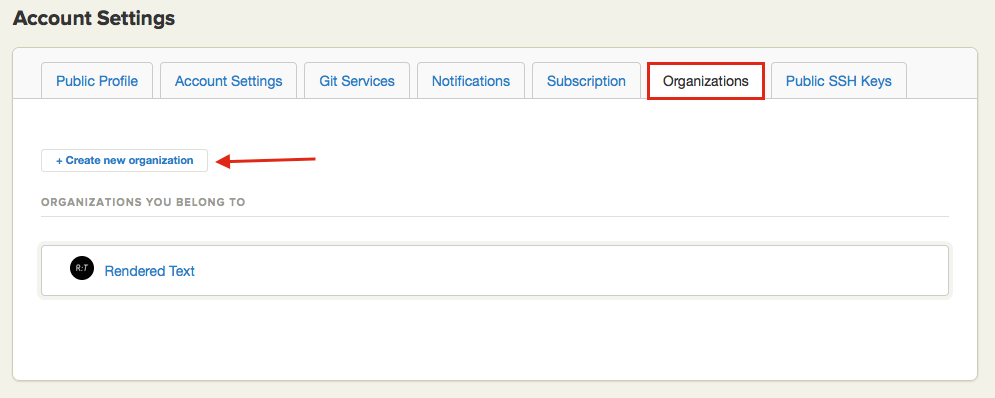 Account Settings
Public Profile Account Settings Git Services Notifications Subscription Organizations Public SSH Keys
+ Create new organization
ORGANIZATIONS YOU BELONG TO
R:T Rendered Text